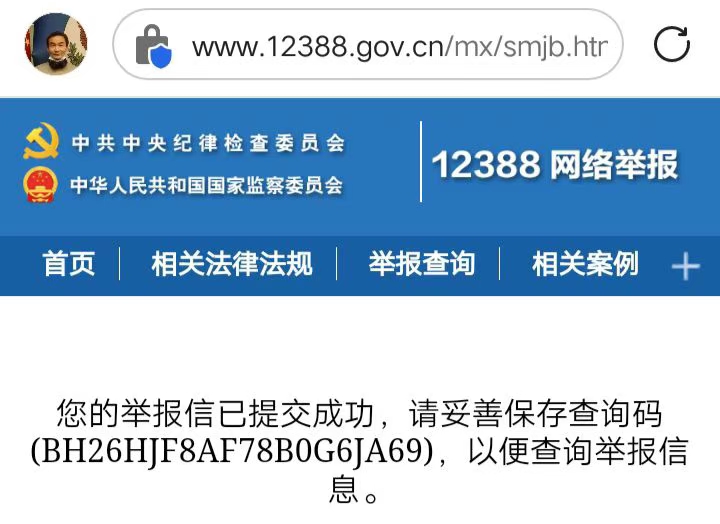 www.12388.gov.cn/mx/smjb.htm
中共中央纪律检查委员会
中华人民共和国国家监察委员会
12388 网络举报
首页 相关法律法规 举报查询 相关案例 +
您的举报信已提交成功，请妥善保存查询码
(BH26HJF8AF78B0G6JA69)，以便查询举报信
息。